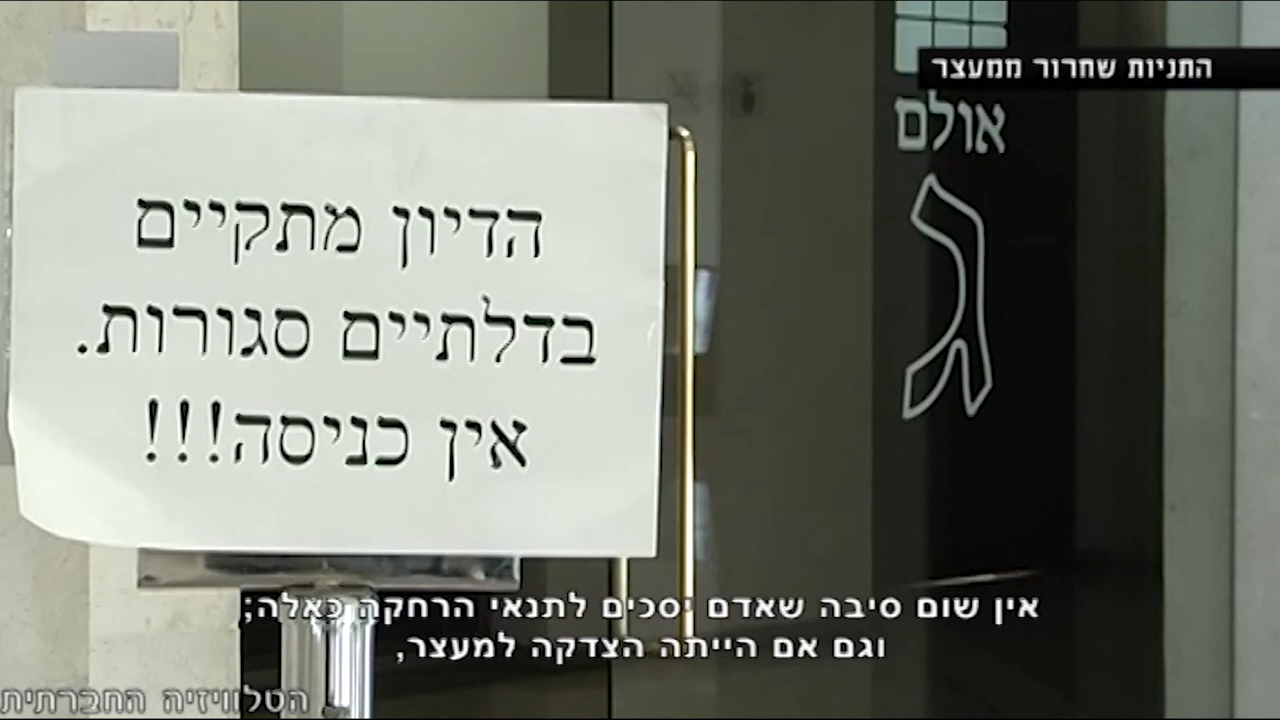 התניות שחרור ממעצר
אולם
ג
הדיון מתקיים
בדלתיים סגורות.
אין כניסה!!!
אין שום סיבה שאדם יסכים לתנאי הרחקה כאלה;
וגם אם הייתה הצדקה למעצר,
הטלוויזיה החברתית